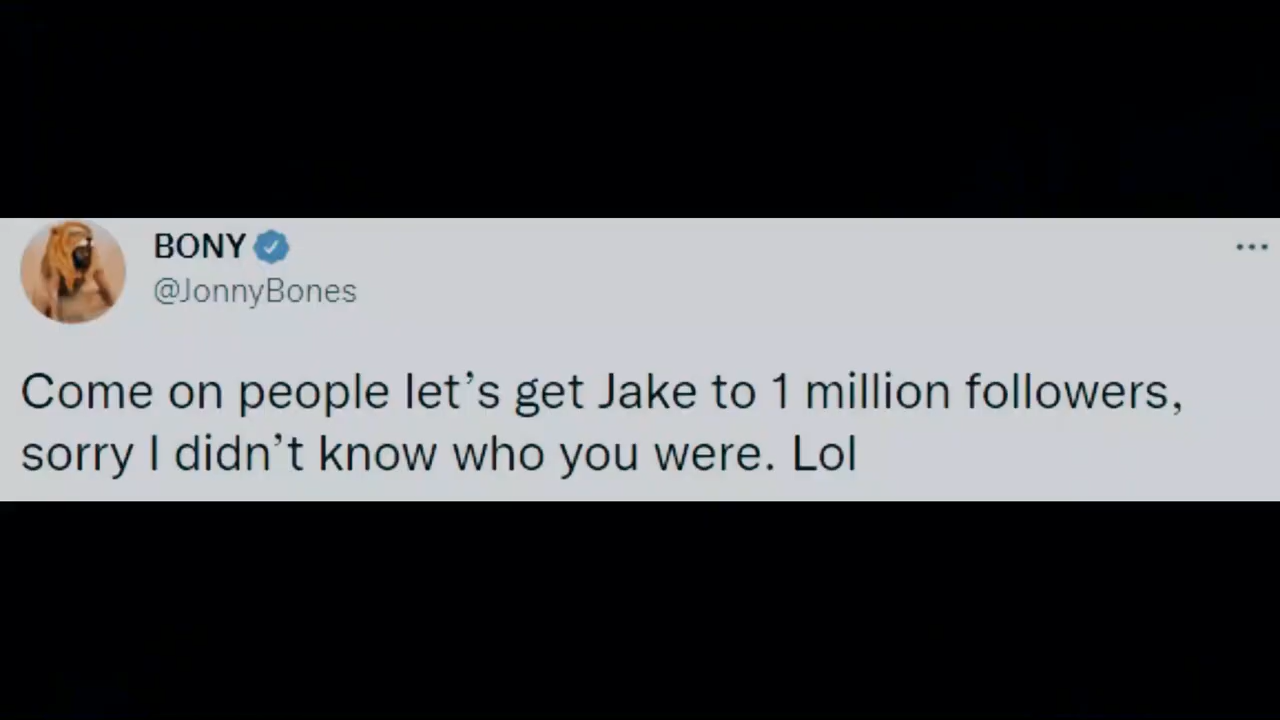 BONY
@JonnyBones
Come on people let’s get Jake to 1 million followers,
sorry I didn’t know who you were. Lol